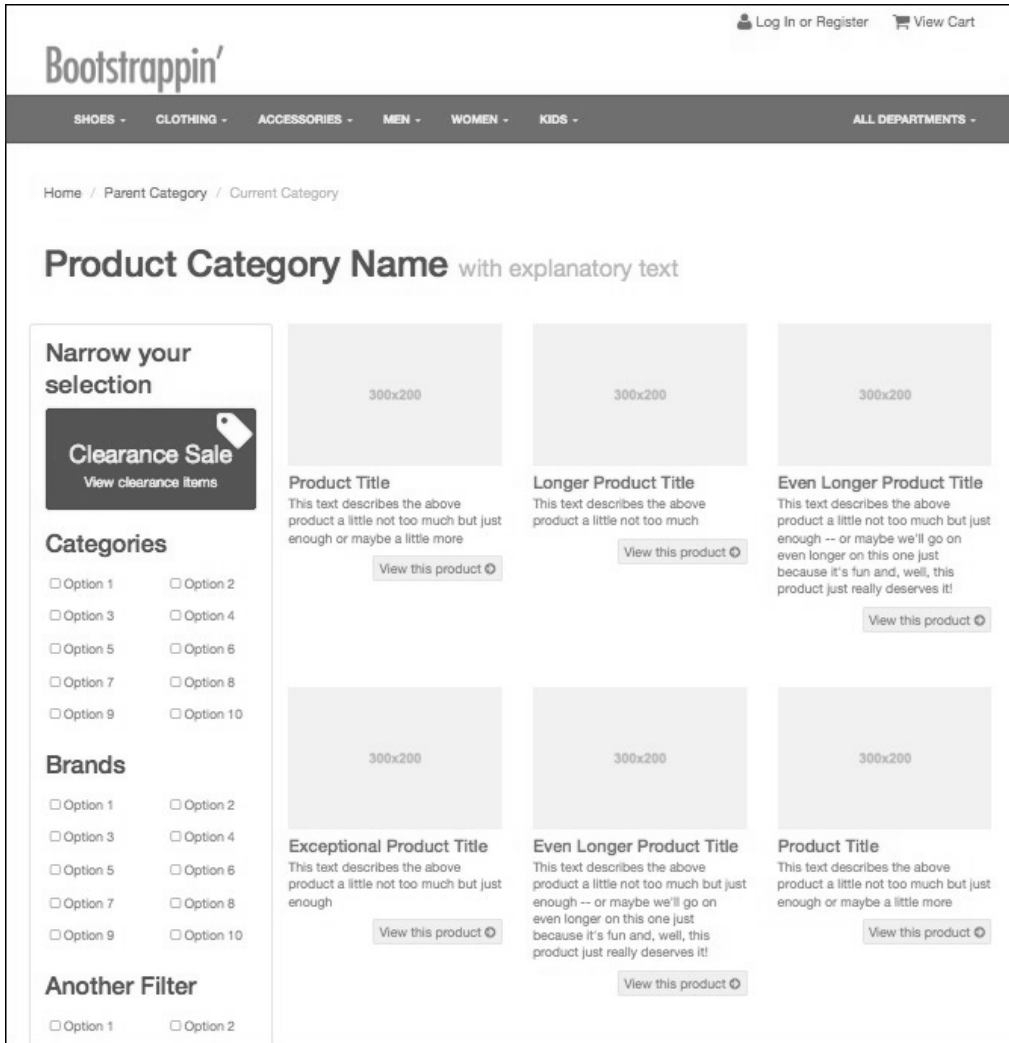 Log In or Register View Cart
Bootstrappin'
SHOES CLOTHING ACCESSORIES MEN WOMEN KIDS ALL DEPARTMENTS
Home / Parent Category / Current Category
Product Category Name with explanatory text
Narrow your
selection
Clearance Sale
View clearance items
Categories
Option 1 Option 2
Option 3 Option 4
Option 5 Option 6
Option 7 Option 8
Option 9 Option 10
Brands
Option 1 Option 2
Option 3 Option 4
Option 5 Option 6
Option 7 Option 8
Option 9 Option 10
Another Filter
Option 1 Option 2
300x200
Product Title
This text describes the above
product a little not too much but just
enough or maybe a little more
View this product
300x200
Longer Product Title
This text describes the above
product a little not too much
View this product
300x200
Even Longer Product Title
This text describes the above
product a little not too much but just
enough -- or maybe we'll go on
even longer on this one just
because it's fun and, well, this
product just really deserves it!
View this product
300x200
Exceptional Product Title
This text describes the above
product a little not too much but just
enough
View this product
300x200
Even Longer Product Title
This text describes the above
product a little not too much but just
enough -- or maybe we'll go on
even longer on this one just
because it's fun and, well, this
product just really deserves it!
View this product
300x200
Product Title
This text describes the above
product a little not too much but just
enough or maybe a little more
View this product